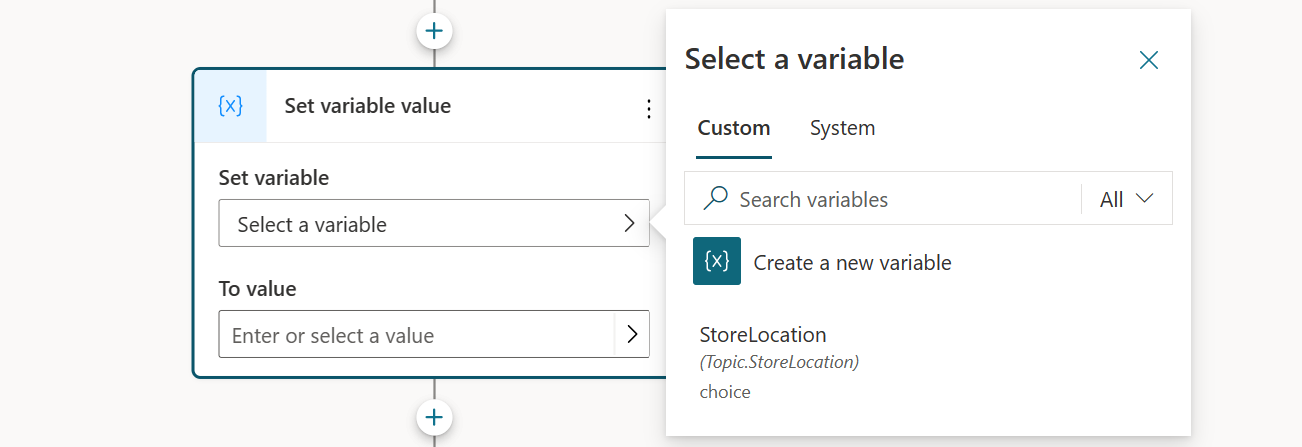 Set variable value
Set variable
Select a variable
To value
Enter or select a value
Select a variable
Custom System
Search variables All
{x} Create a new variable
StoreLocation
(Topic.StoreLocation)
choice